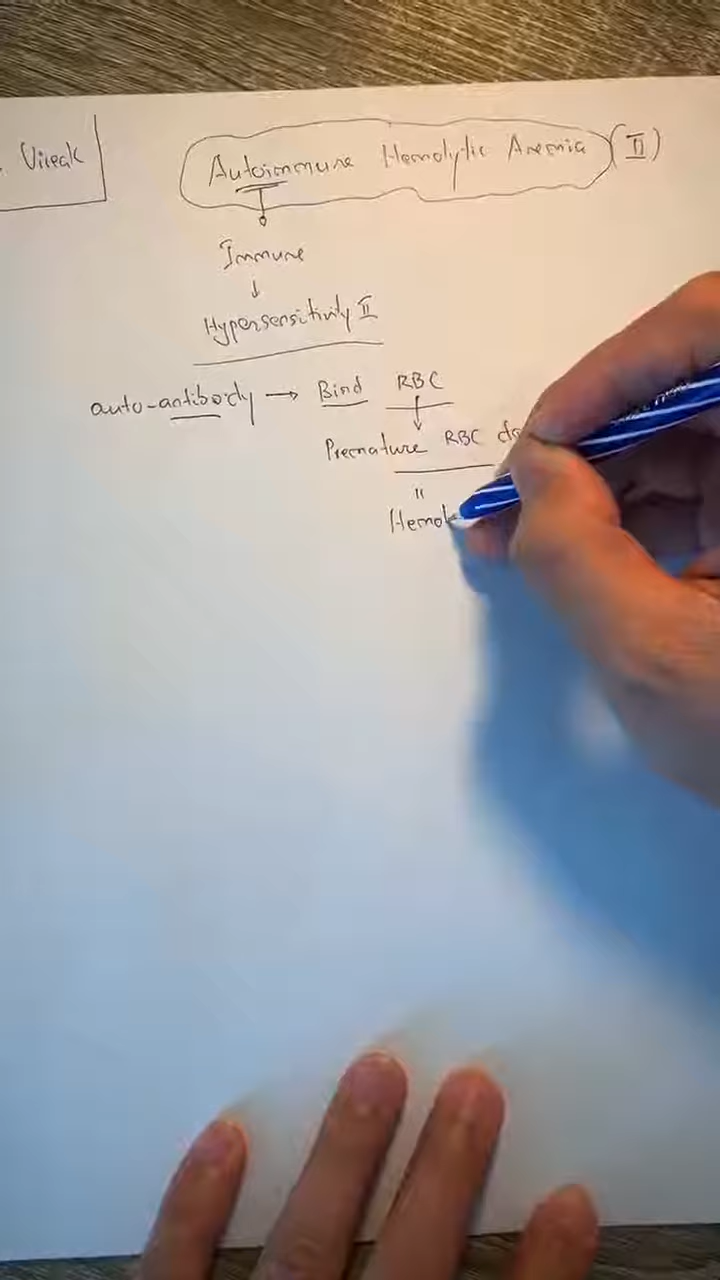 Vireak
Autoimmune Hemolytic Anemia (II)
Immune
↓
Hypersensitivity II
auto-antibody → Bind RBC
↓
Premature RBC
"
Hemol